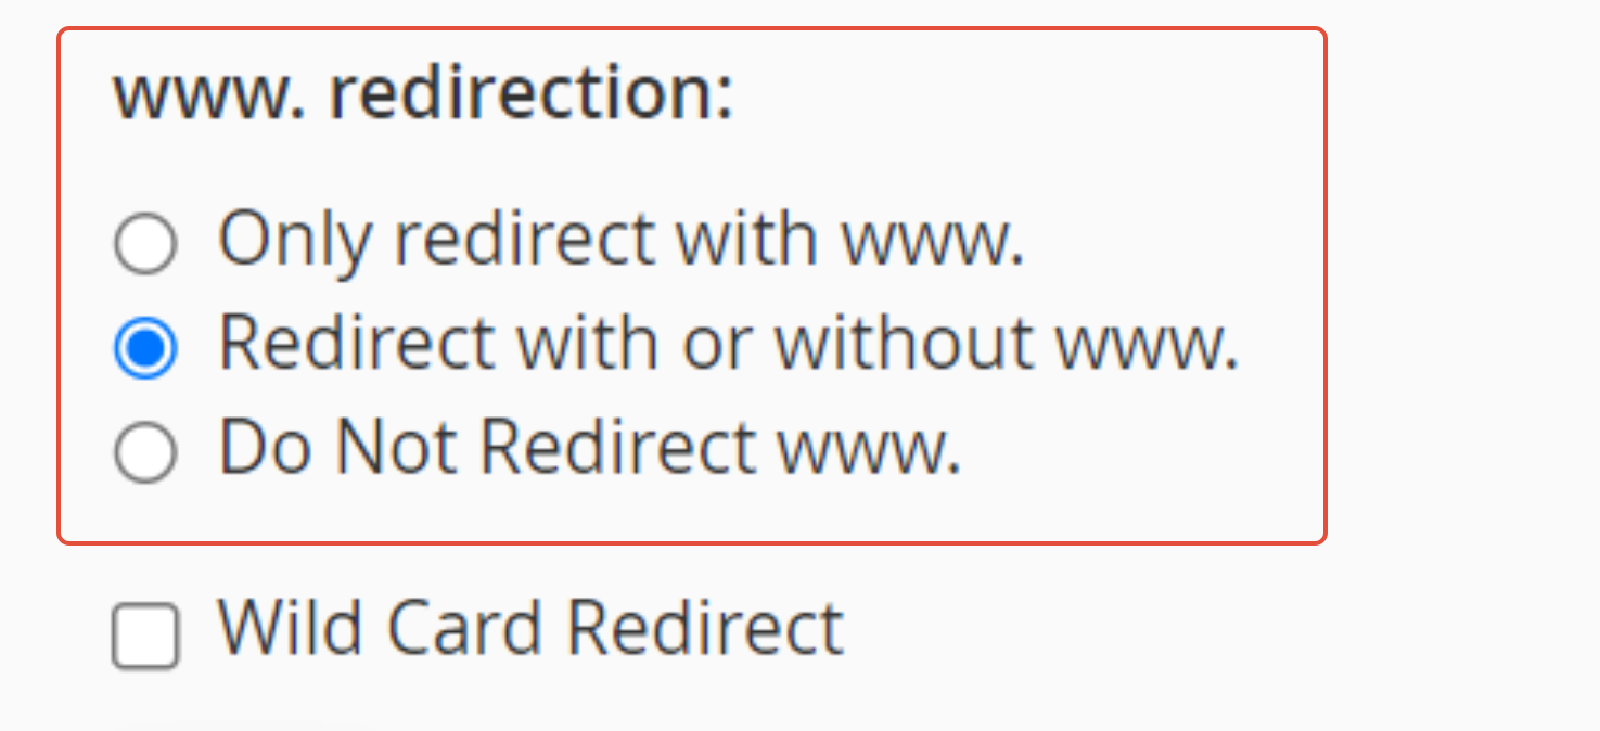 www. redirection:
Only redirect with www.
Redirect with or without www.
Do Not Redirect www.
Wild Card Redirect